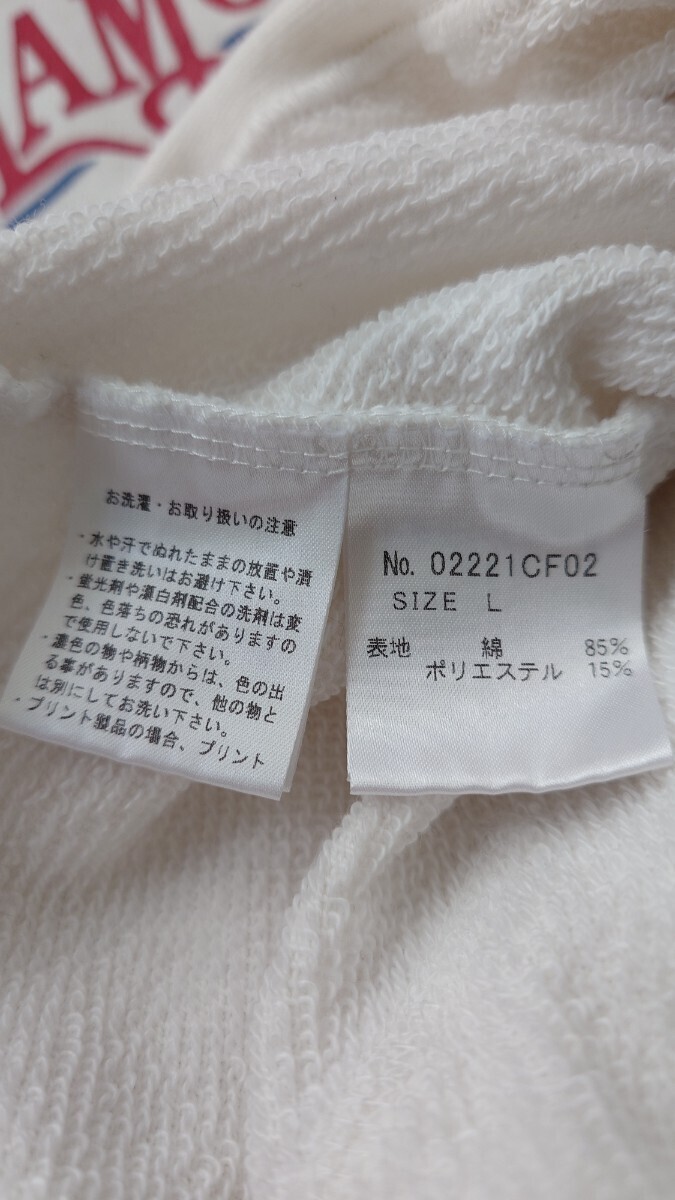 AM
お洗濯・お取り扱いの注意
・水や汗でぬれたままの放置や漬
け置き洗いはお避け下さい。
・蛍光剤や漂白剤配合の洗剤は変
色、色落ちの恐れがありますの
で使用しないで下さい。
・濃色の物や柄物からは、色の出
る事がありますので、他の物と
は別にしてお洗い下さい。
・プリント製品の場合、プリント
No. 02221CF02
SIZE L
表地 綿 85%
ポリエステル 15%